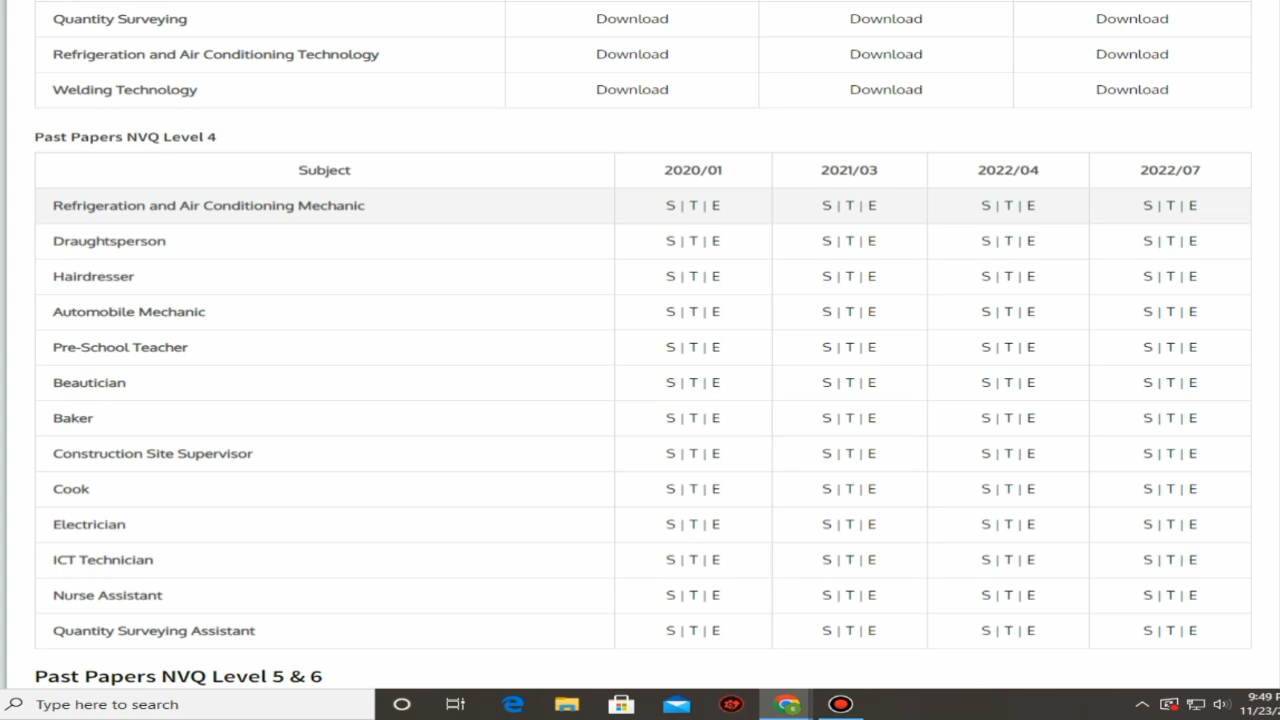 Quantity Surveying Download Download Download
Refrigeration and Air Conditioning Technology Download Download Download
Welding Technology Download Download Download
Past Papers NVQ Level 4
Subject 2020/01 2021/03 2022/04 2022/07
Refrigeration and Air Conditioning Mechanic S | T | E S | T | E S | T | E S | T | E
Draughtsperson S | T | E S | T | E S | T | E S | T | E
Hairdresser S | T | E S | T | E S | T | E S | T | E
Automobile Mechanic S | T | E S | T | E S | T | E S | T | E
Pre-School Teacher S | T | E S | T | E S | T | E S | T | E
Beautician S | T | E S | T | E S | T | E S | T | E
Baker S | T | E S | T | E S | T | E S | T | E
Construction Site Supervisor S | T | E S | T | E S | T | E S | T | E
Cook S | T | E S | T | E S | T | E S | T | E
Electrician S | T | E S | T | E S | T | E S | T | E
ICT Technician S | T | E S | T | E S | T | E S | T | E
Nurse Assistant S | T | E S | T | E S | T | E S | T | E
Quantity Surveying Assistant S | T | E S | T | E S | T | E S | T | E
Past Papers NVQ Level 5 & 6
Type here to search
9:49
11/23/2